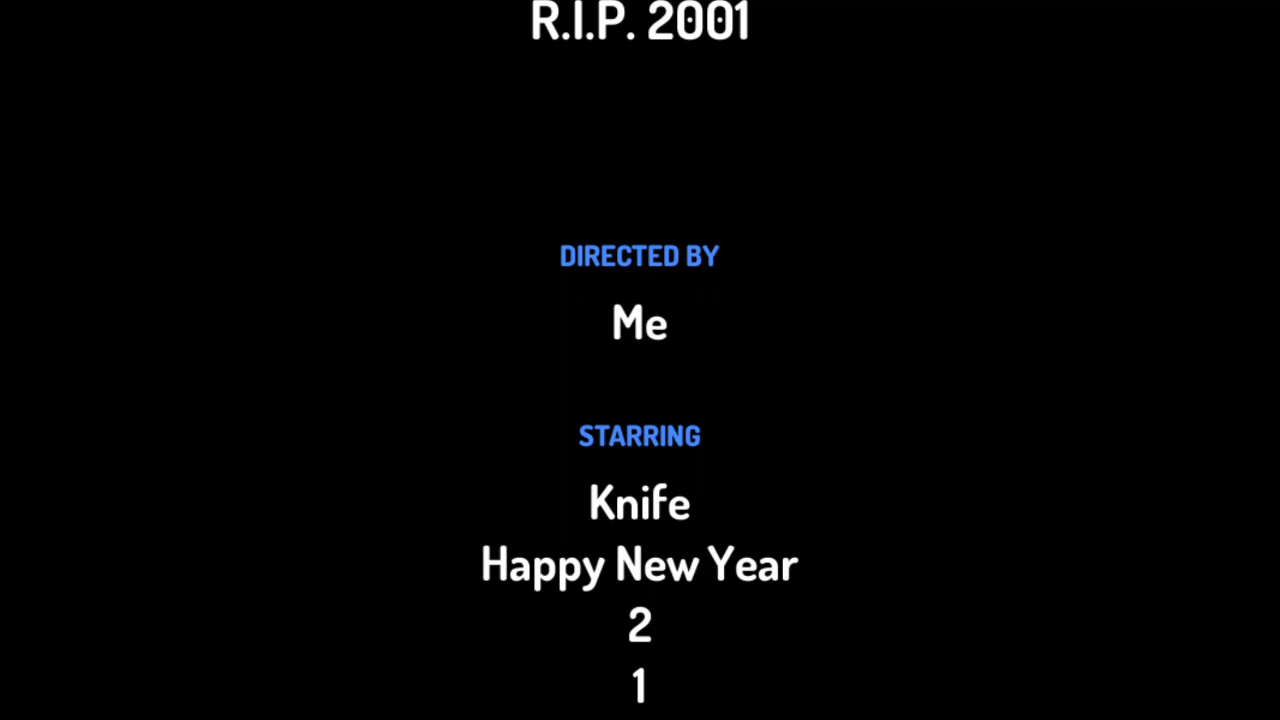 R.I.P. 2001
DIRECTED BY
Me
STARRING
Knife
Happy New Year
2
1